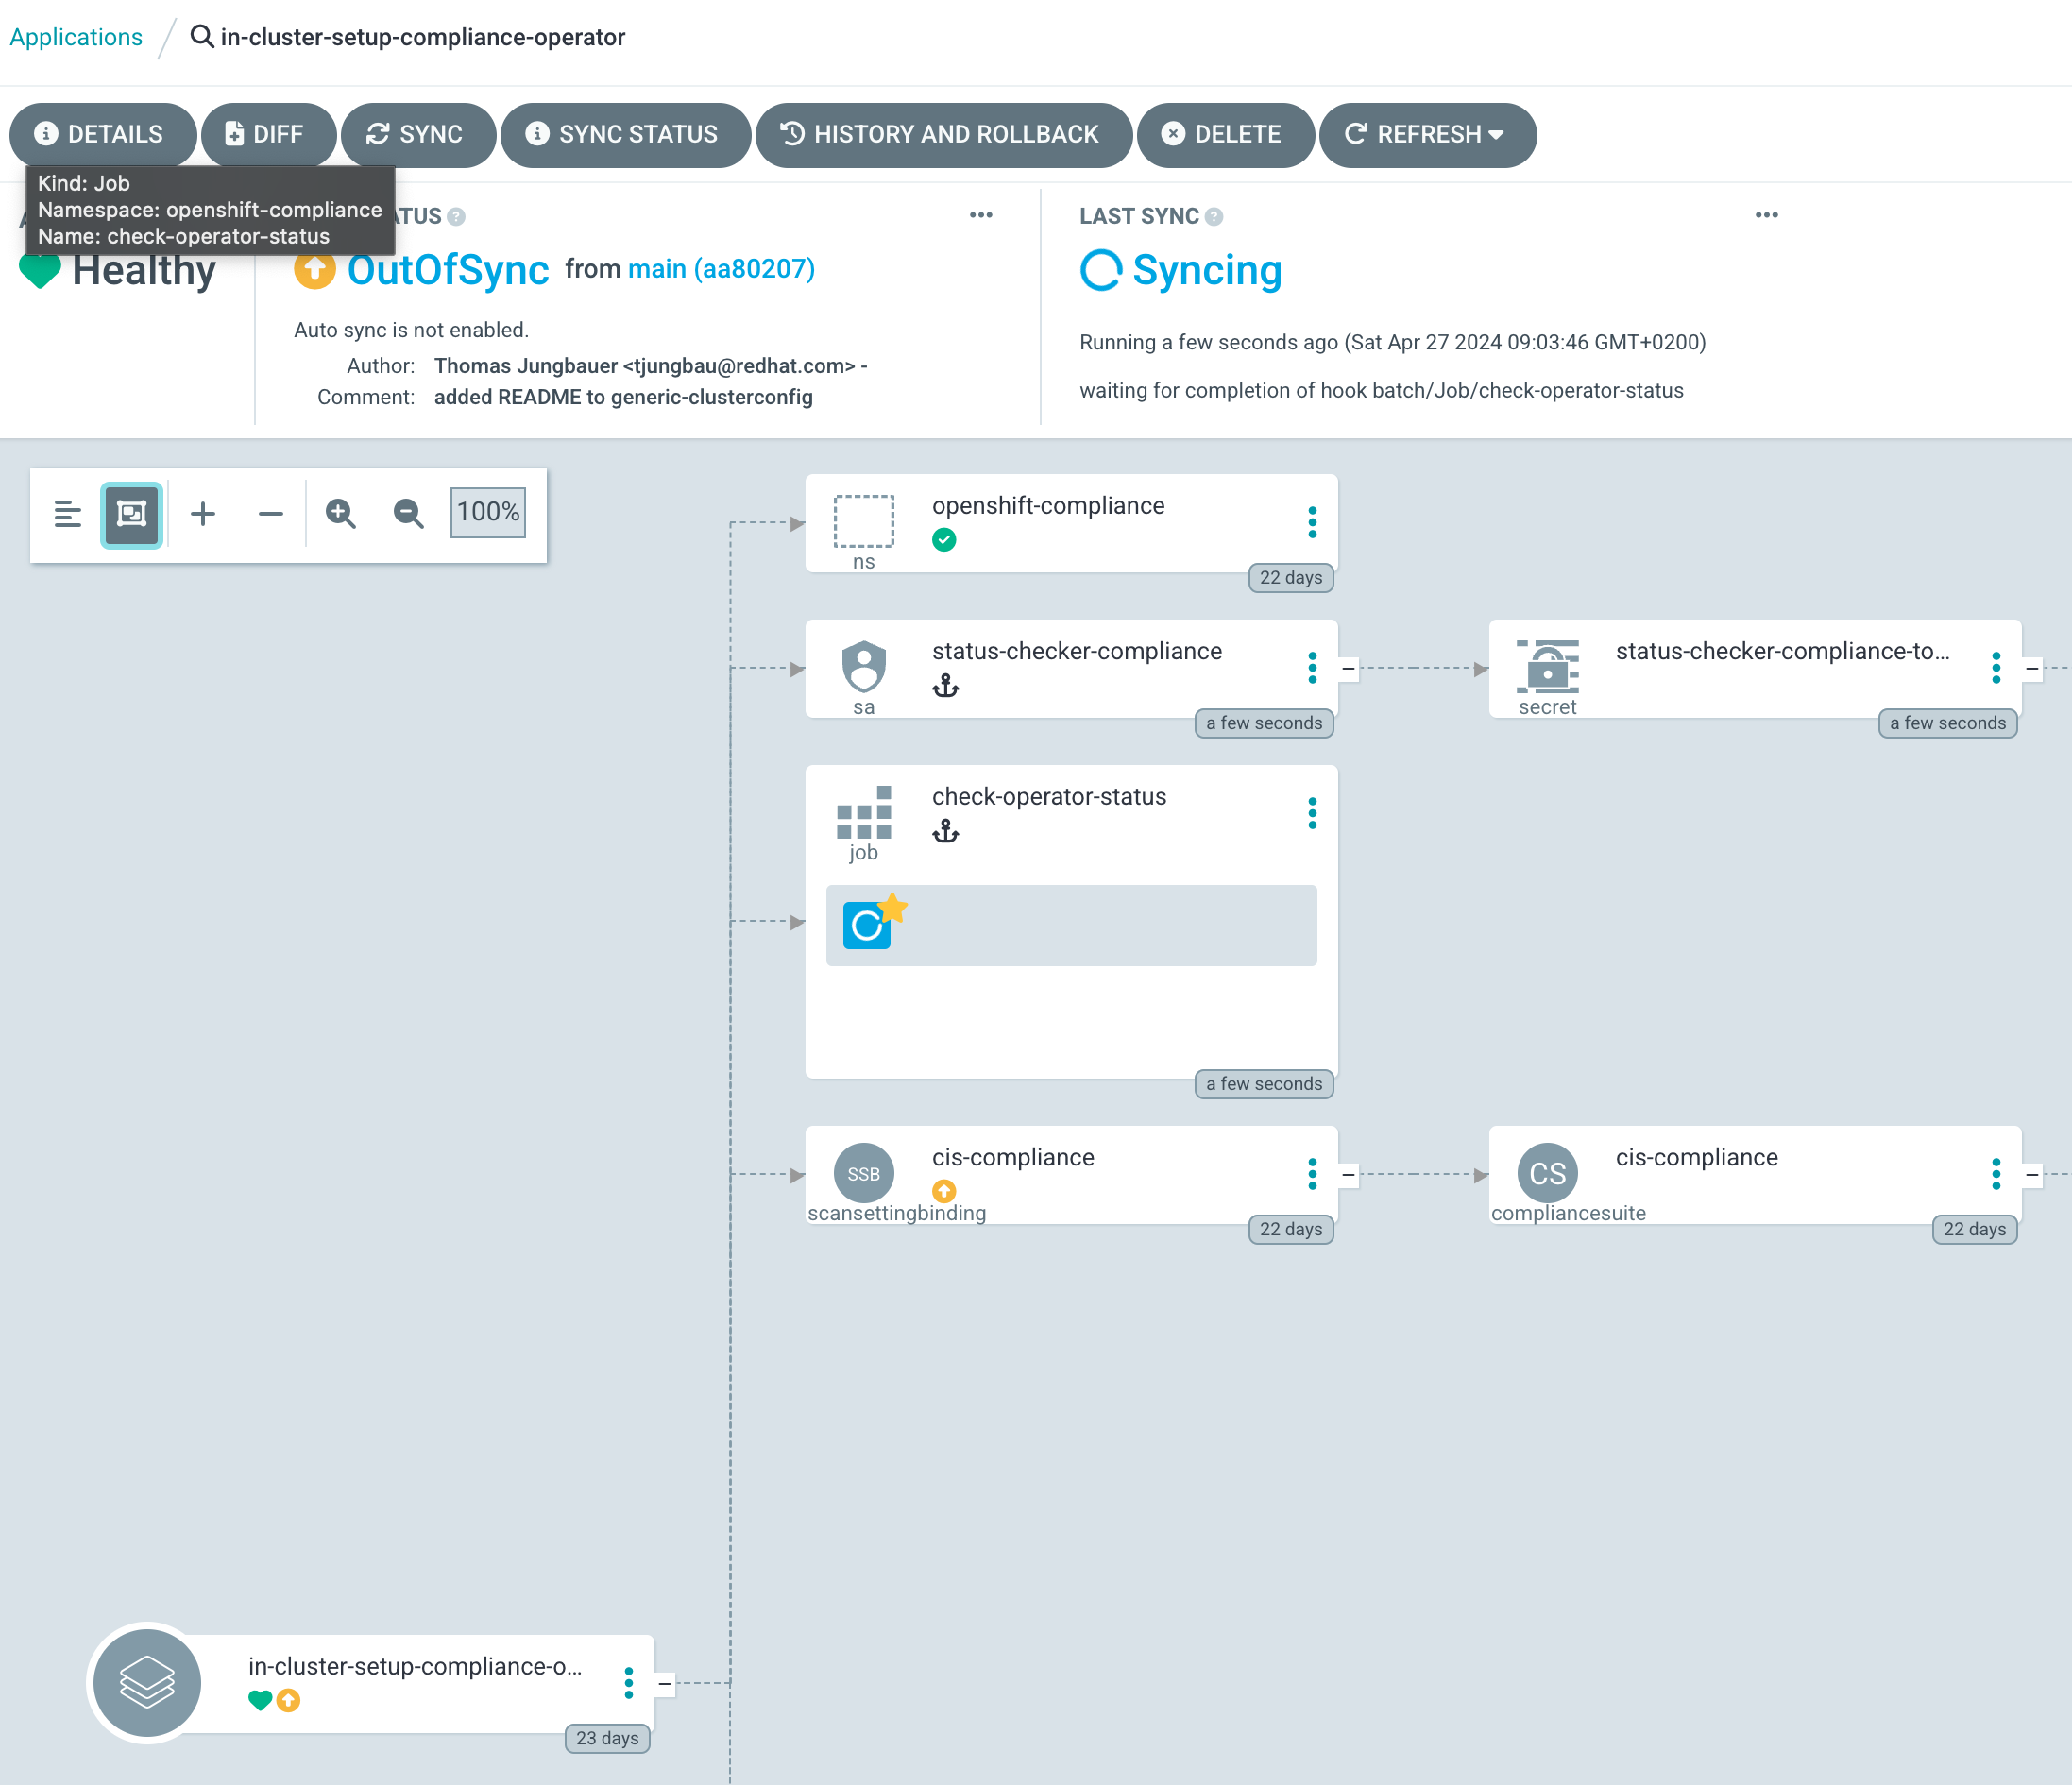 Applications / in-cluster-setup-compliance-operator
DETAILS DIFF SYNC SYNC STATUS HISTORY AND ROLLBACK DELETE REFRESH
Kind: Job
Namespace: openshift-compliance
Name: check-operator-status
ATUS
LAST SYNC
Healthy
OutOfSync from main (aa80207)
Syncing
Auto sync is not enabled.
Author: Thomas Jungbauer <tjungbau@redhat.com> -
Comment: added README to generic-clusterconfig
Running a few seconds ago (Sat Apr 27 2024 09:03:46 GMT+0200)
waiting for completion of hook batch/Job/check-operator-status
100%
openshift-compliance
ns
22 days
status-checker-compliance
sa
a few seconds
status-checker-compliance-to...
secret
a few seconds
check-operator-status
job
a few seconds
SSB
cis-compliance
scansettingbinding
22 days
CS
cis-compliance
compliancesuite
22 days
in-cluster-setup-compliance-o...
23 days